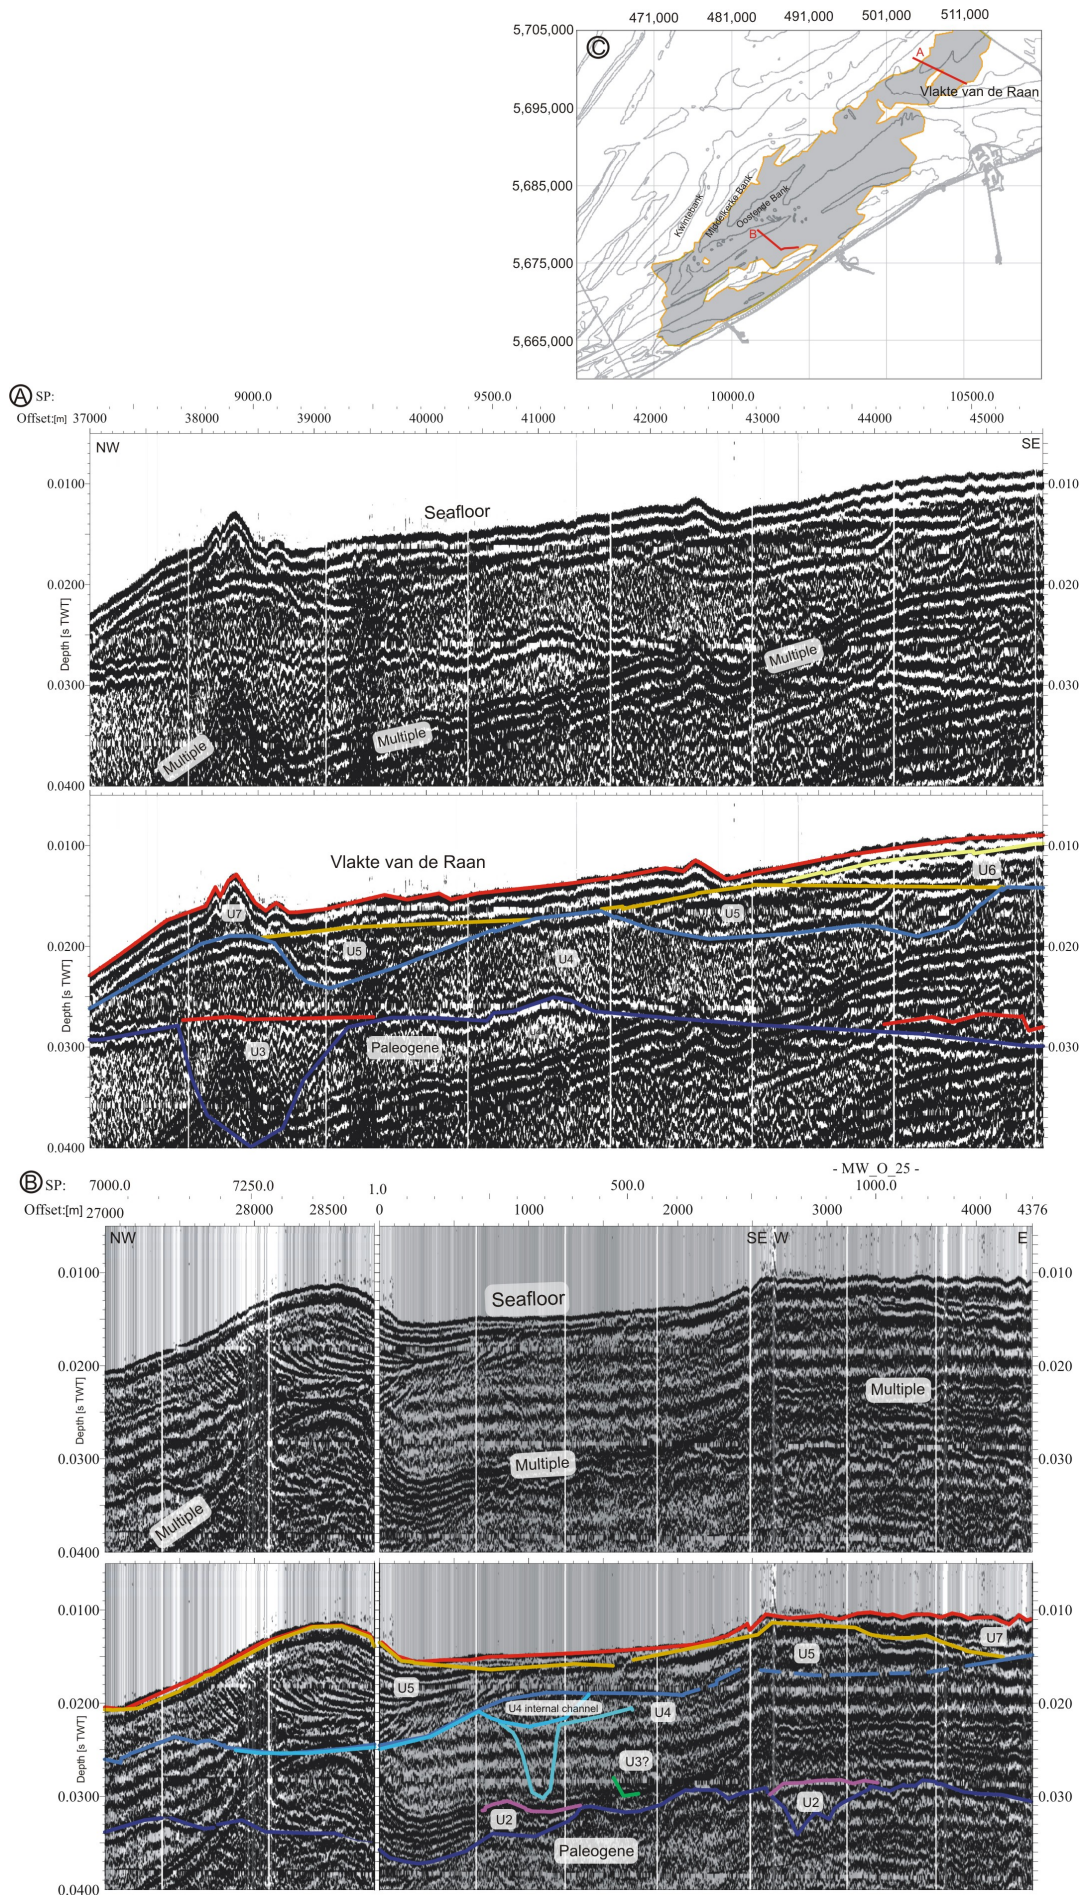 471,000 481,000 491,000 501,000 511,000
5,705,000
C
A
Vlakte van de Raan
5,695,000
5,685,000
Kwintebank
Middelkerke Bank
Oostende Bank
B
5,675,000
5,665,000
A SP: 9000.0 9500.0 10000.0 10500.0
Offset:[m] 37000 38000 39000 40000 41000 42000 43000 44000 45000
NW SE
0.0100 0.010
Seafloor
0.0200 0.020
Depth [s TWT]
Multiple
0.0300 0.030
Multiple
Multiple
0.0400
0.0100 0.010
Vlakte van de Raan
U6
U7
U5
U5
0.0200 0.020
U4
Depth [s TWT]
0.0300 0.030
U3
Paleogene
0.0400
- MW_O_25 -
B SP: 7000.0 7250.0 1.0 500.0 1000.0
Offset:[m] 27000 28000 28500 0 1000 2000 3000 4000 4376
NW SE W E
0.0100 0.010
Seafloor
0.0200 0.020
Depth [s TWT]
Multiple
0.0300 0.030
Multiple
Multiple
0.0400
0.0100 0.010
U7
U5
U5
0.0200 0.020
U4 internal channel
U4
Depth [s TWT]
U3?
0.0300 0.030
U2
U2
Paleogene
0.0400